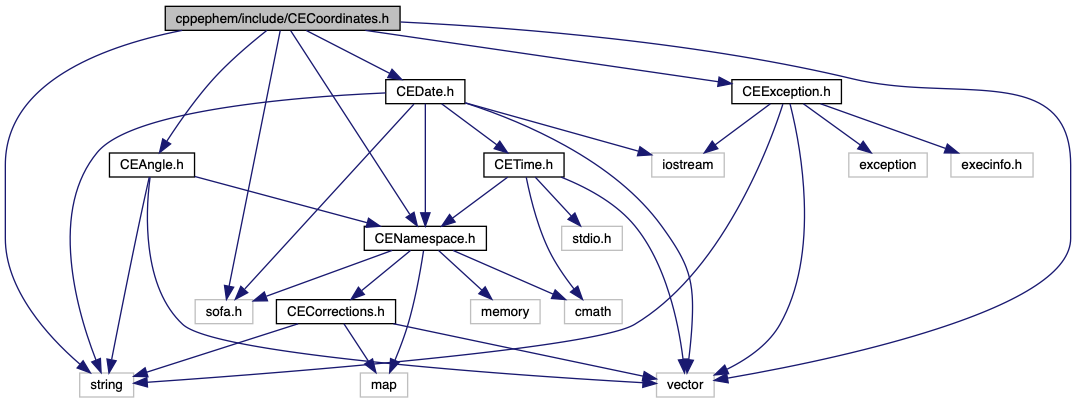 cppephem/include/CECoordinates.h
CEDate.h
CEException.h
CEAngle.h
CETime.h
iostream
exception
execinfo.h
CENamespace.h
stdio.h
sofa.h
CECorrections.h
memory
cmath
string
map
vector